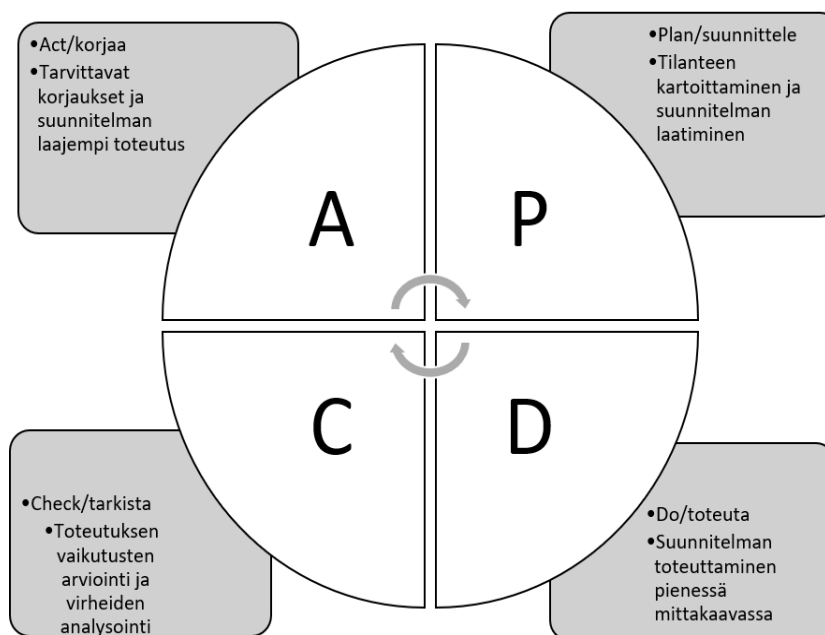 •Act/korjaa
•Tarvittavat
korjaukset ja
suunnitelman
laajempi toteutus
•Plan/suunnittele
•Tilanteen
kartoittaminen ja
suunnitelman
laatiminen
A
P
C
D
•Check/tarkista
•Toteutuksen
vaikutusten
arviointi ja
virheiden
analysointi
•Do/toteuta
•Suunnitelman
toteuttaminen
pienessä
mittakaavassa